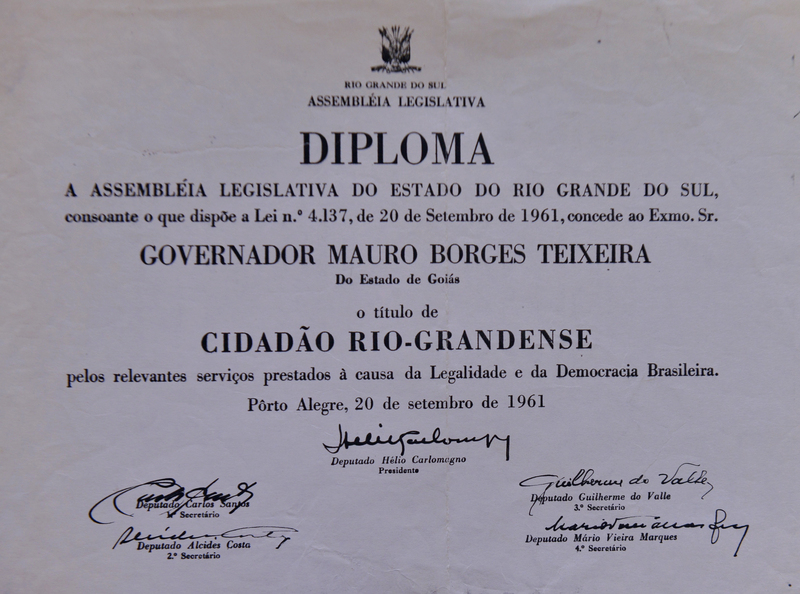 RIO GRANDE DO SUL
ASSEMBLÉIA LEGISLATIVA
DIPLOMA
A ASSEMBLÉIA LEGISLATIVA DO ESTADO DO RIO GRANDE DO SUL,
consoante o que dispõe a Lei n.º 4.137, de 20 de Setembro de 1961, concede ao Exmo. Sr.
GOVERNADOR MAURO BORGES TEIXEIRA
Do Estado de Goiás
o título de
CIDADÃO RIO-GRANDENSE
pelos relevantes serviços prestados à causa da Legalidade e da Democracia Brasileira.
Pôrto Alegre, 20 de setembro de 1961
Deputado Hélio Carlomagno
Presidente
Guilherme do Valle
Deputado Carlos Santos
1.º Secretário
Deputado Guilherme do Valle
3.º Secretário
Deputado Alcides Costa
2.º Secretário
Deputado Mário Vieira Marques
4.º Secretário